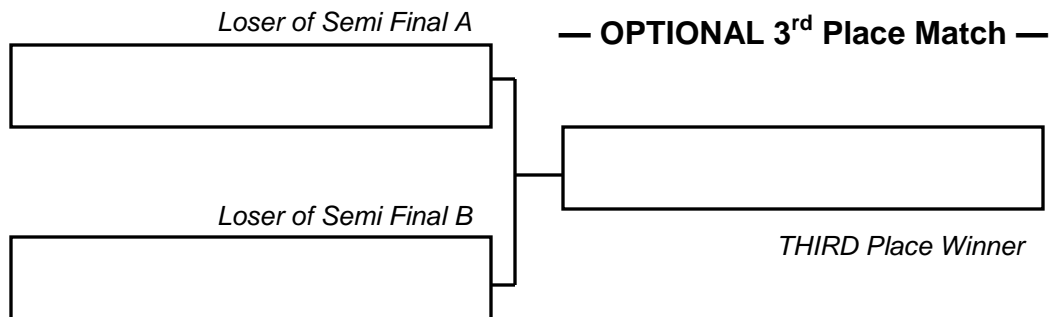 Loser of Semi Final A
— OPTIONAL 3rd Place Match —
Loser of Semi Final B
THIRD Place Winner